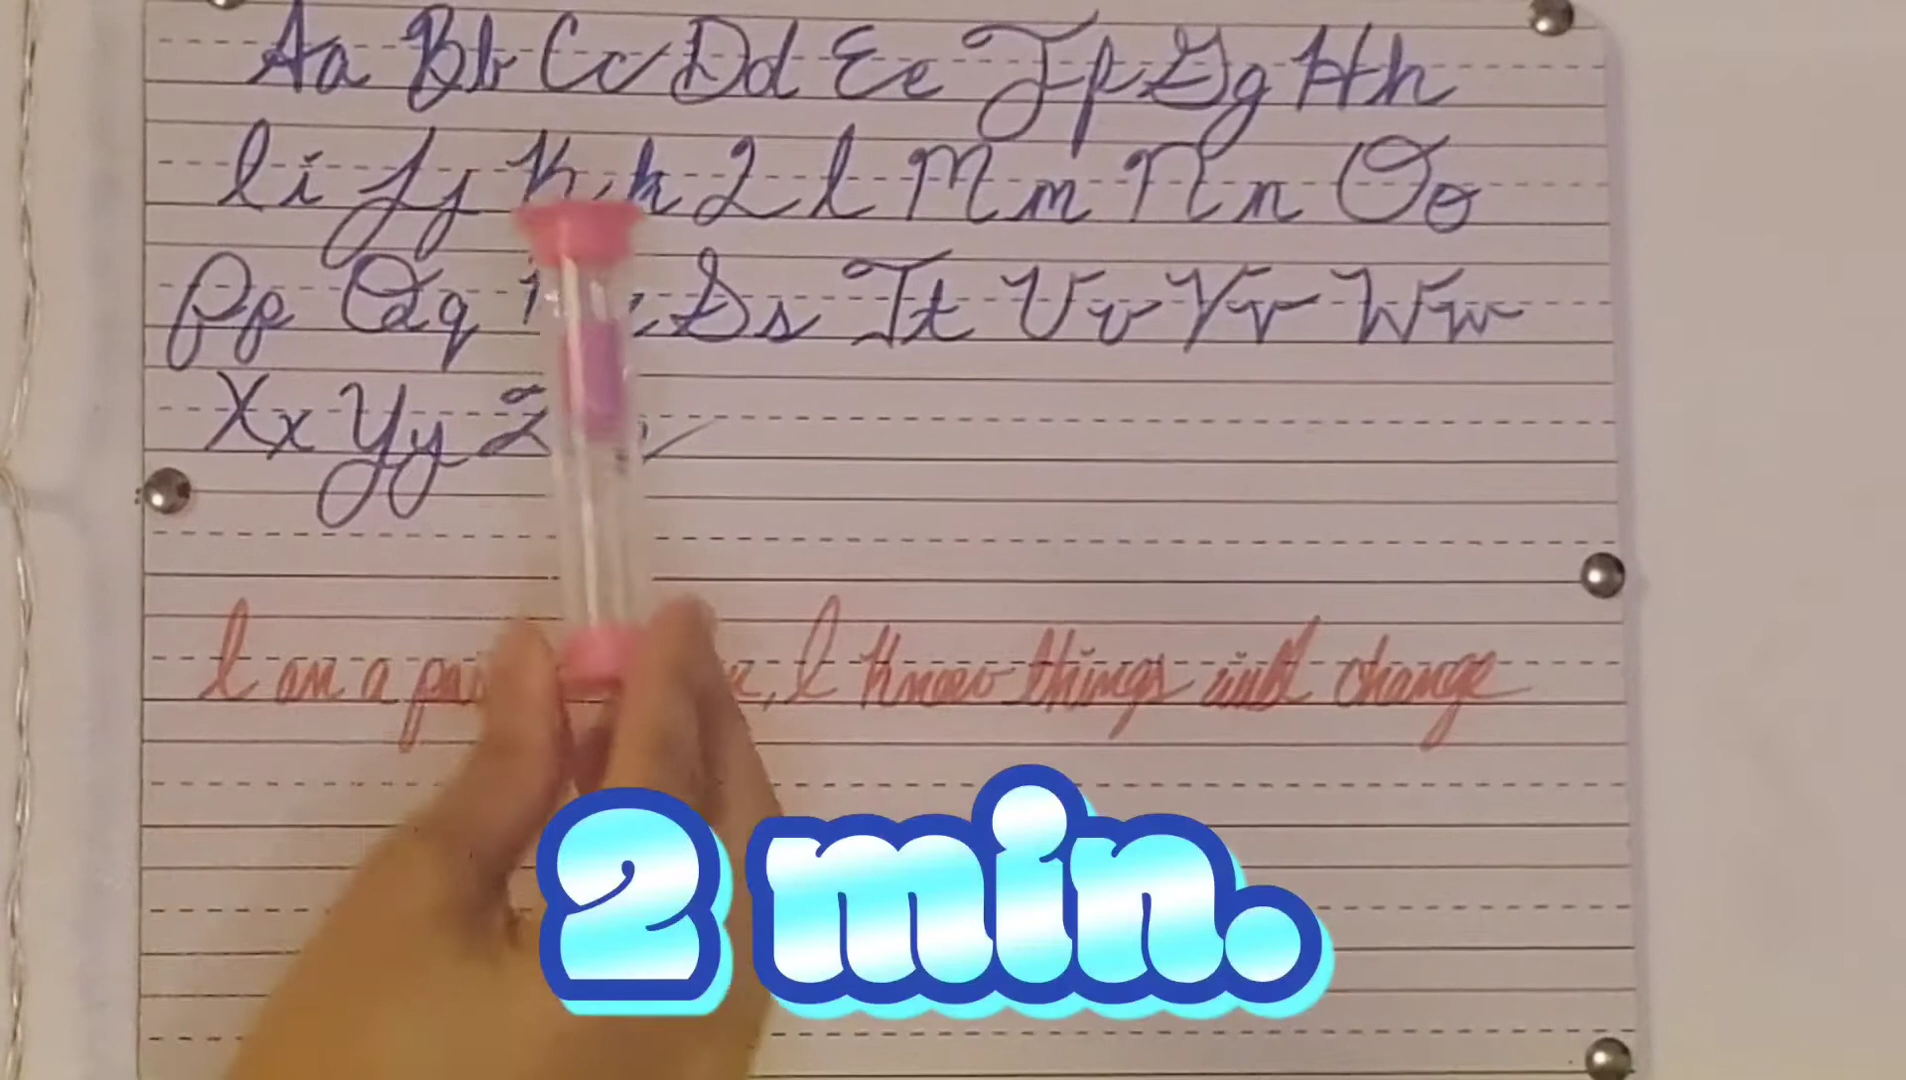 Aa Bb Cc Dd Ee Ff Gg Hh
Ii Jj Kk Ll Mm Nn Oo
Pp Qq Ss Tt Uu Vv Ww
Xx Yy Z
I am a , I know things will change
2 min.